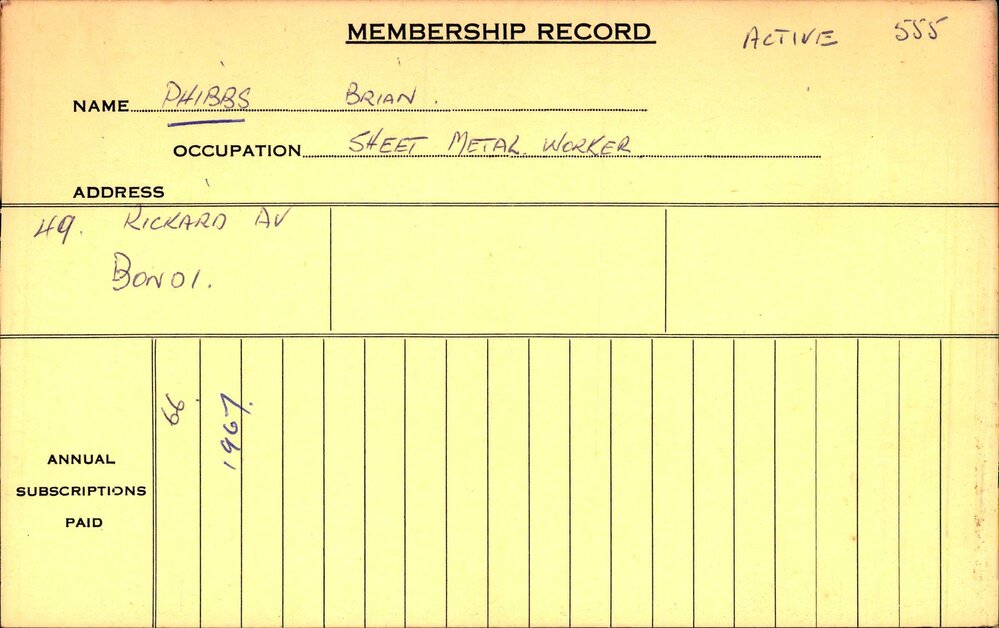 MEMBERSHIP RECORD ACTIVE 555
NAME PHIBBS BRIAN.
OCCUPATION SHEET METAL WORKER
ADDRESS
49. RICKARD AV
BONDI.
66.
1967.
ANNUAL
SUBSCRIPTIONS
PAID